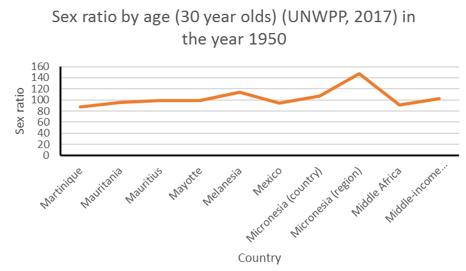 Sex ratio by age (30 year olds) (UNWPP, 2017) in
the year 1950
160
140
120
100
80
60
40
20
0
Sex ratio
Martinique
Mauritania
Mauritius
Mayotte
Melanesia
Mexico
Micronesia (country)
Micronesia (region)
Middle Africa
Middle-income...
Country